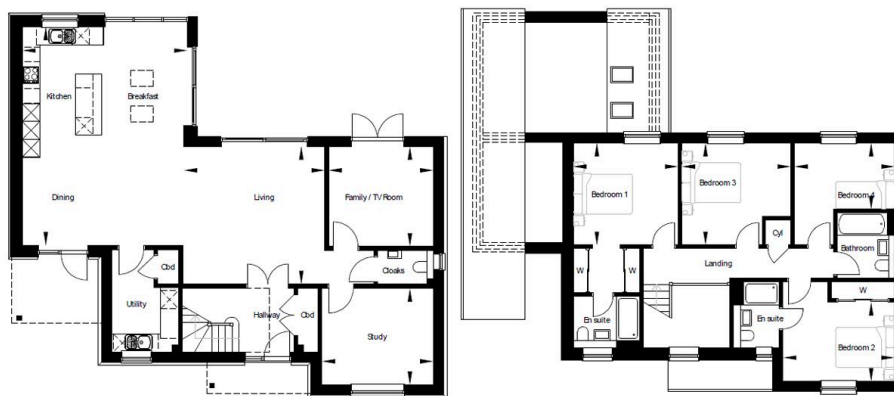 Kitchen
Breakfast
Dining
Living
Family / TV Room
Cbd
Cloaks
Utility
Hallway
Cbd
Study
Bedroom 1
Bedroom 3
Bedroom 4
Cyl
Bathroom
W
W
Landing
W
En suite
En suite
Bedroom 2